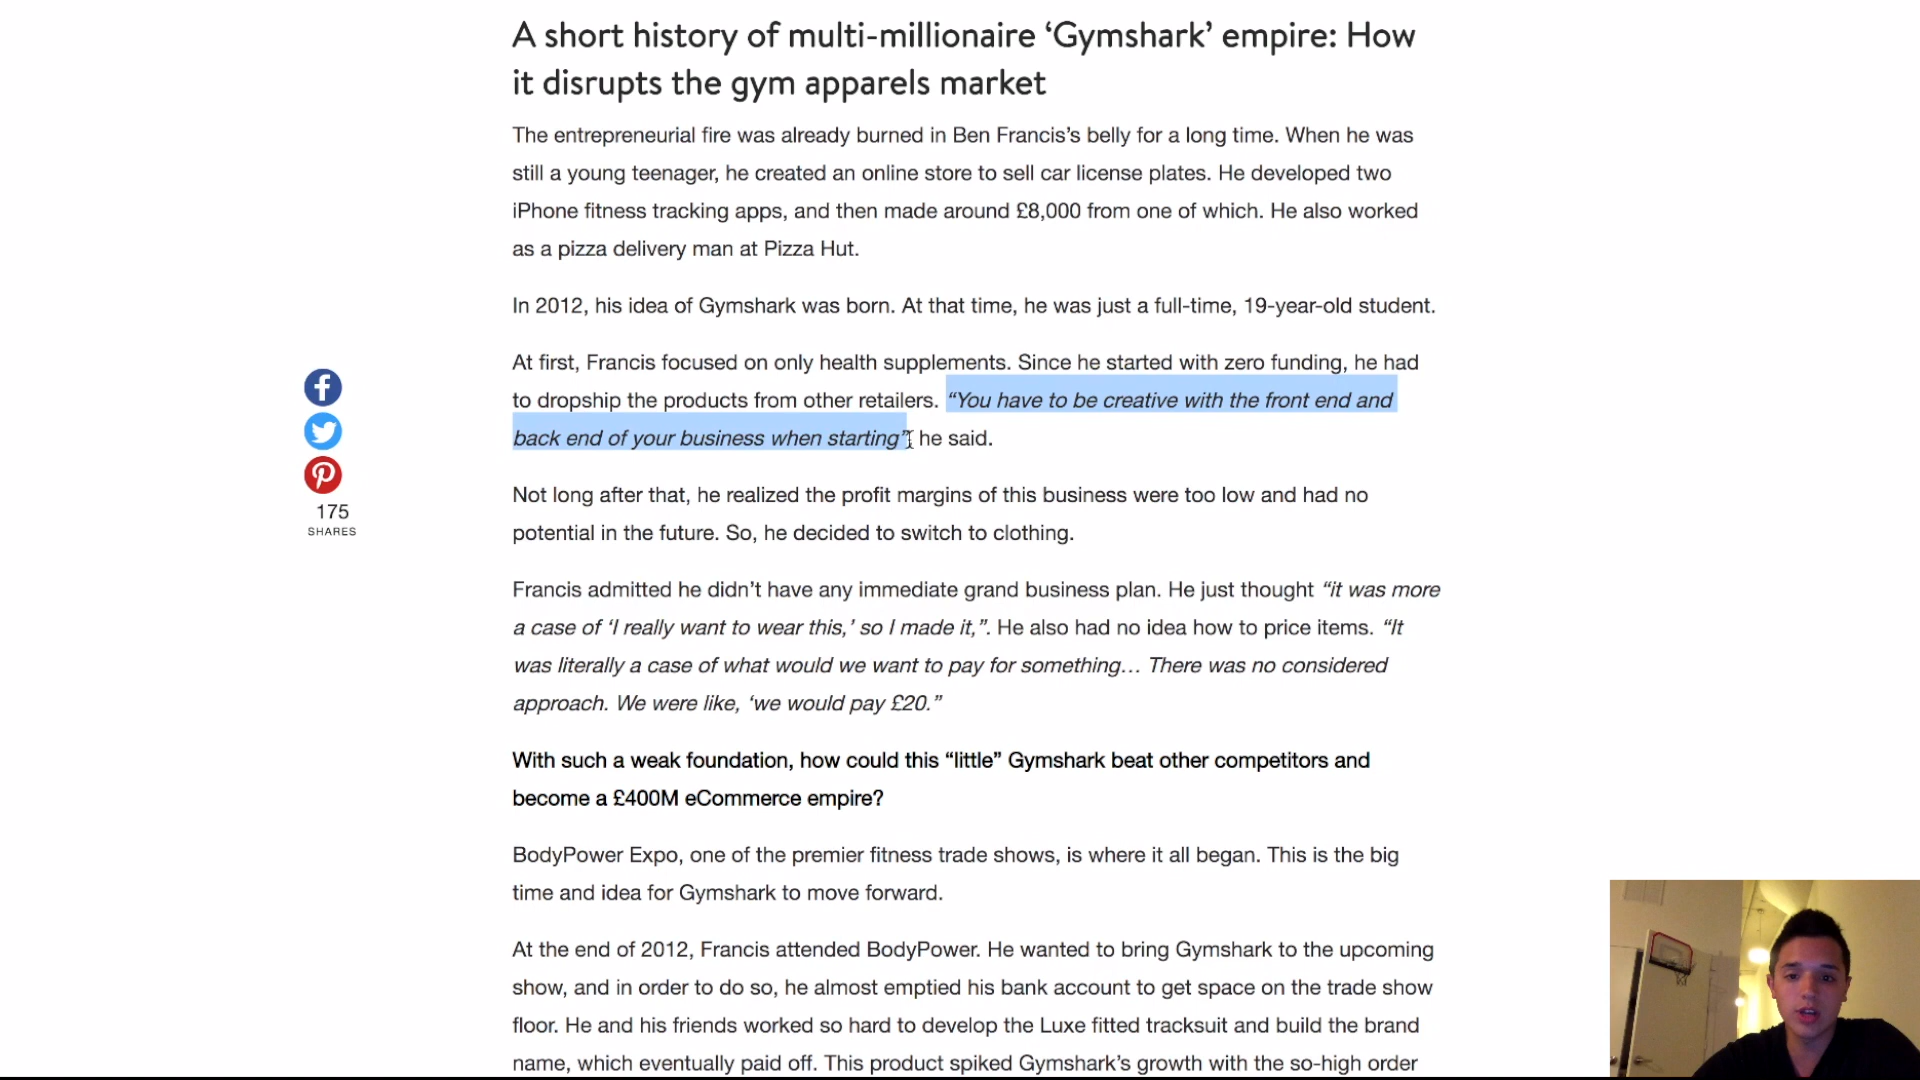 A short history of multi-millionaire ‘Gymshark’ empire: How
it disrupts the gym apparels market
The entrepreneurial fire was already burned in Ben Francis’s belly for a long time. When he was
still a young teenager, he created an online store to sell car license plates. He developed two
iPhone fitness tracking apps, and then made around £8,000 from one of which. He also worked
as a pizza delivery man at Pizza Hut.
In 2012, his idea of Gymshark was born. At that time, he was just a full-time, 19-year-old student.
At first, Francis focused on only health supplements. Since he started with zero funding, he had
to dropship the products from other retailers. “You have to be creative with the front end and
back end of your business when starting” he said.
Not long after that, he realized the profit margins of this business were too low and had no
potential in the future. So, he decided to switch to clothing.
Francis admitted he didn’t have any immediate grand business plan. He just thought “it was more
a case of ‘I really want to wear this,’ so I made it,”. He also had no idea how to price items. “It
was literally a case of what would we want to pay for something… There was no considered
approach. We were like, ‘we would pay £20.”
With such a weak foundation, how could this “little” Gymshark beat other competitors and
become a £400M eCommerce empire?
BodyPower Expo, one of the premier fitness trade shows, is where it all began. This is the big
time and idea for Gymshark to move forward.
At the end of 2012, Francis attended BodyPower. He wanted to bring Gymshark to the upcoming
show, and in order to do so, he almost emptied his bank account to get space on the trade show
floor. He and his friends worked so hard to develop the Luxe fitted tracksuit and build the brand
name, which eventually paid off. This product spiked Gymshark’s growth with the so-high order
175
SHARES